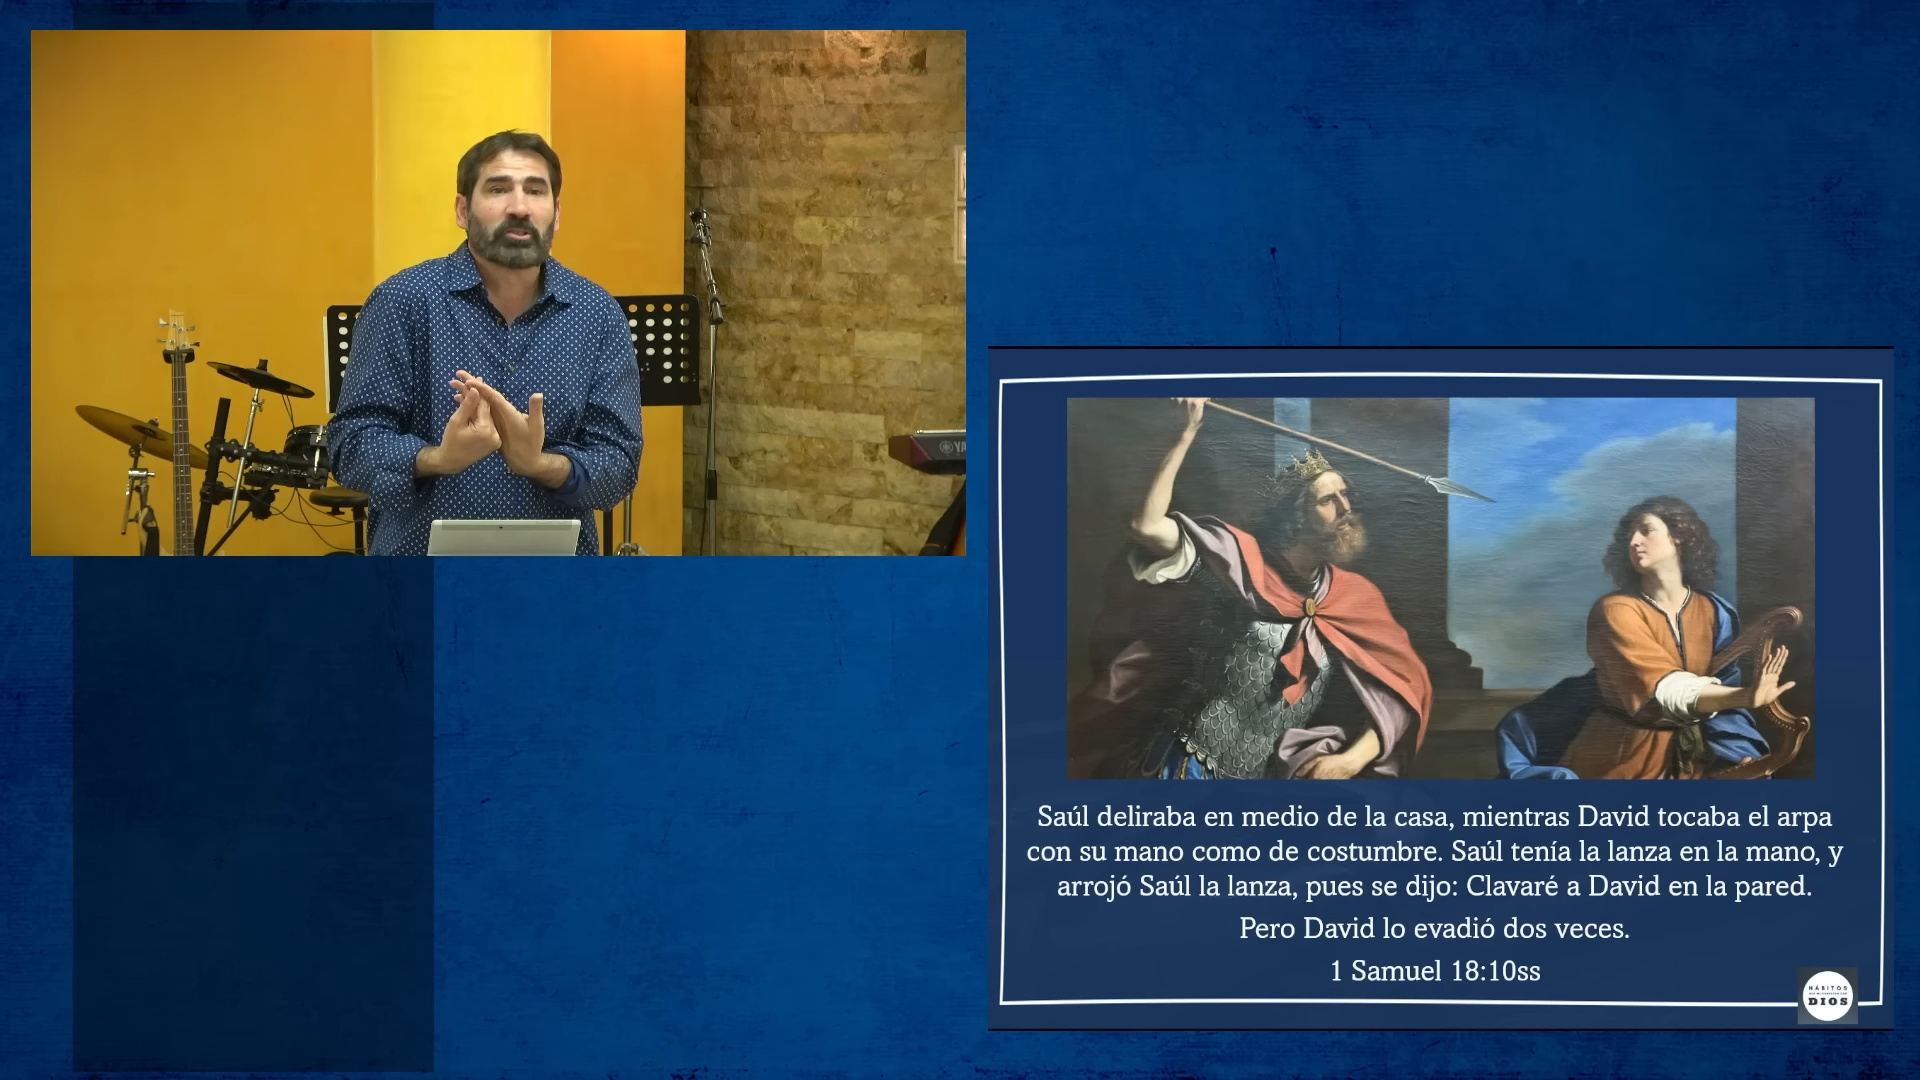 YA
Saúl deliraba en medio de la casa, mientras David tocaba el arpa
con su mano como de costumbre. Saúl tenía la lanza en la mano, y
arrojó Saúl la lanza, pues se dijo: Clavaré a David en la pared.
Pero David lo evadió dos veces.
1 Samuel 18:10ss
HÁBITOS
DIOS